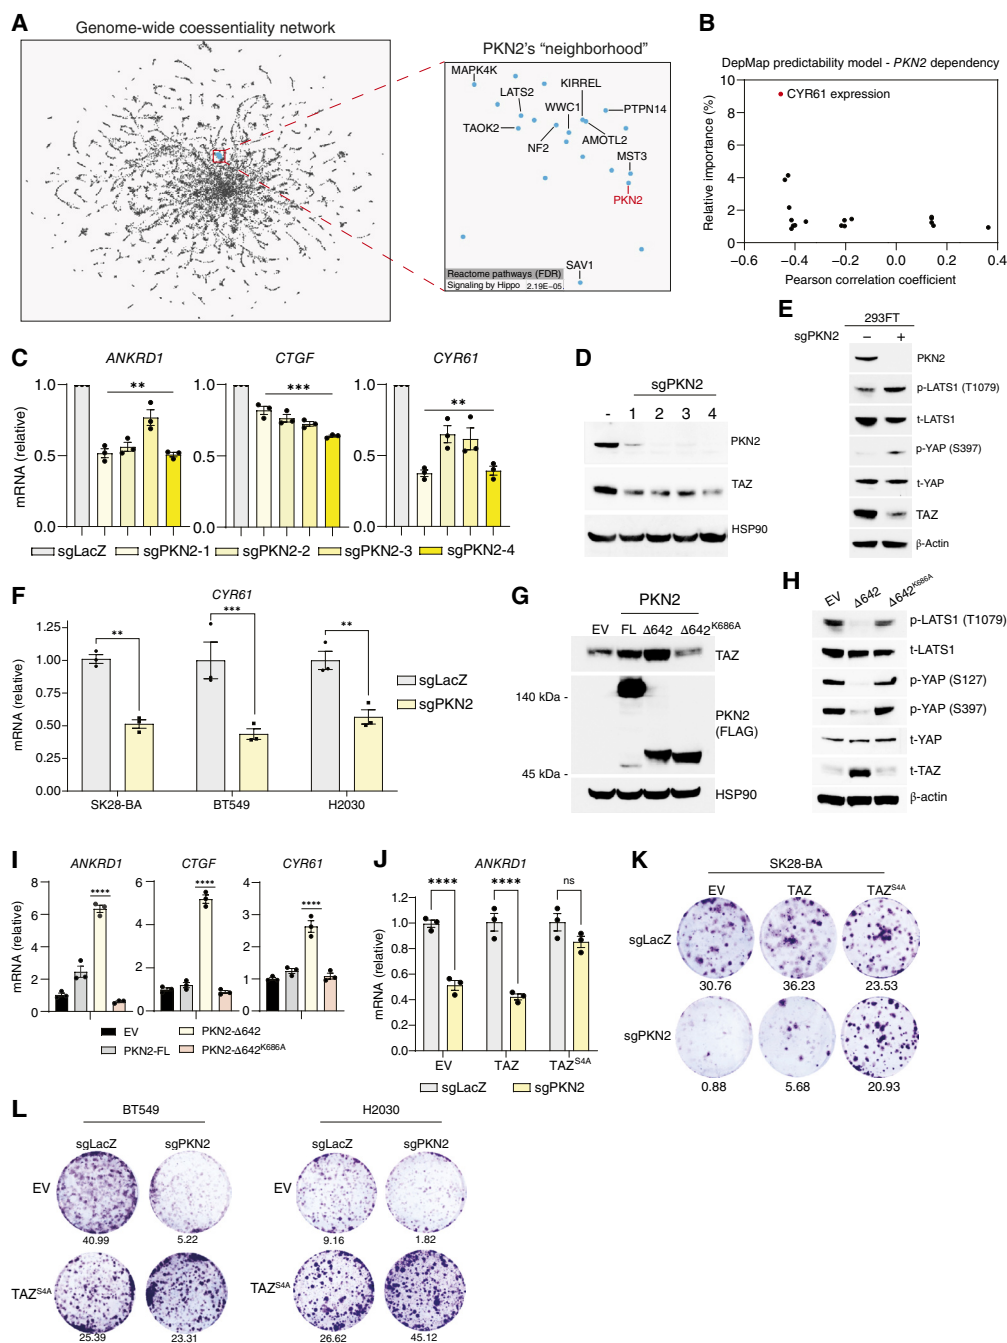 A
Genome-wide coessentiality network
PKN2's “neighborhood”
MAPK4K
LATS2
KIRREL
WWC1
PTPN14
TAOK2
NF2
AMOTL2
MST3
PKN2
SAV1
Reactome pathways (FDR)
Signaling by Hippo 2.19E−05
B
DepMap predictability model - PKN2 dependency
CYR61 expression
Relative importance (%)
10
8
6
4
2
0
−0.6 −0.4 −0.2 0.0 0.2 0.4
Pearson correlation coefficient
C
ANKRD1 CTGF CYR61
** *** **
mRNA (relative)
1.0 0.5 0.0
1.0 0.5 0.0
1.0 0.5 0.0
sgLacZ sgPKN2-1 sgPKN2-2 sgPKN2-3 sgPKN2-4
D
sgPKN2
- 1 2 3 4
PKN2
TAZ
HSP90
E
293FT
sgPKN2 − +
PKN2
p-LATS1 (T1079)
t-LATS1
p-YAP (S397)
t-YAP
TAZ
β-Actin
F
CYR61
** *** **
mRNA (relative)
1.25
1.00
0.75
0.50
0.25
0.00
SK28-BA BT549 H2030
sgLacZ
sgPKN2
G
PKN2
EV FL Δ642 Δ642K686A
TAZ
140 kDa -
PKN2
(FLAG)
45 kDa -
HSP90
H
EV Δ642 Δ642K686A
p-LATS1 (T1079)
t-LATS1
p-YAP (S127)
p-YAP (S397)
t-YAP
t-TAZ
β-actin
I
ANKRD1 CTGF CYR61
**** **** ****
mRNA (relative)
8 6 4 2 0
6 4 2 0
4 2 0
EV PKN2-Δ642
PKN2-FL PKN2-Δ642K686A
J
ANKRD1
**** **** ns
mRNA (relative)
1.2
1.0
0.8
0.6
0.4
0.2
0.0
EV TAZ TAZS4A
sgLacZ sgPKN2
K
SK28-BA
EV TAZ TAZS4A
sgLacZ
30.76 36.23 23.53
sgPKN2
0.88 5.68 20.93
L
BT549 H2030
sgLacZ sgPKN2 sgLacZ sgPKN2
EV EV
40.99 5.22 9.16 1.82
TAZS4A TAZS4A
25.39 23.31 26.62 45.12